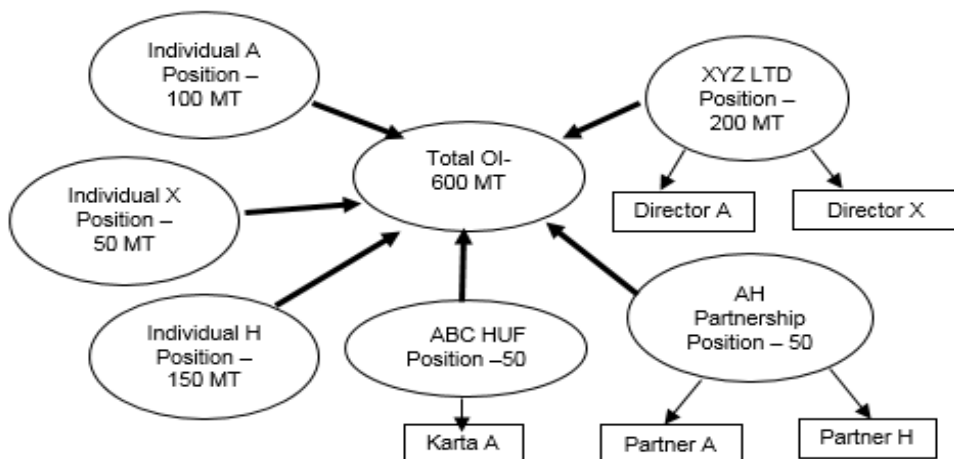 Individual A
Position –
100 MT
XYZ LTD
Position –
200 MT
Total OI-
600 MT
Individual X
Position –
50 MT
Director A
Director X
Individual H
Position –
150 MT
ABC HUF
Position –50
AH
Partnership
Position – 50
Karta A
Partner A
Partner H